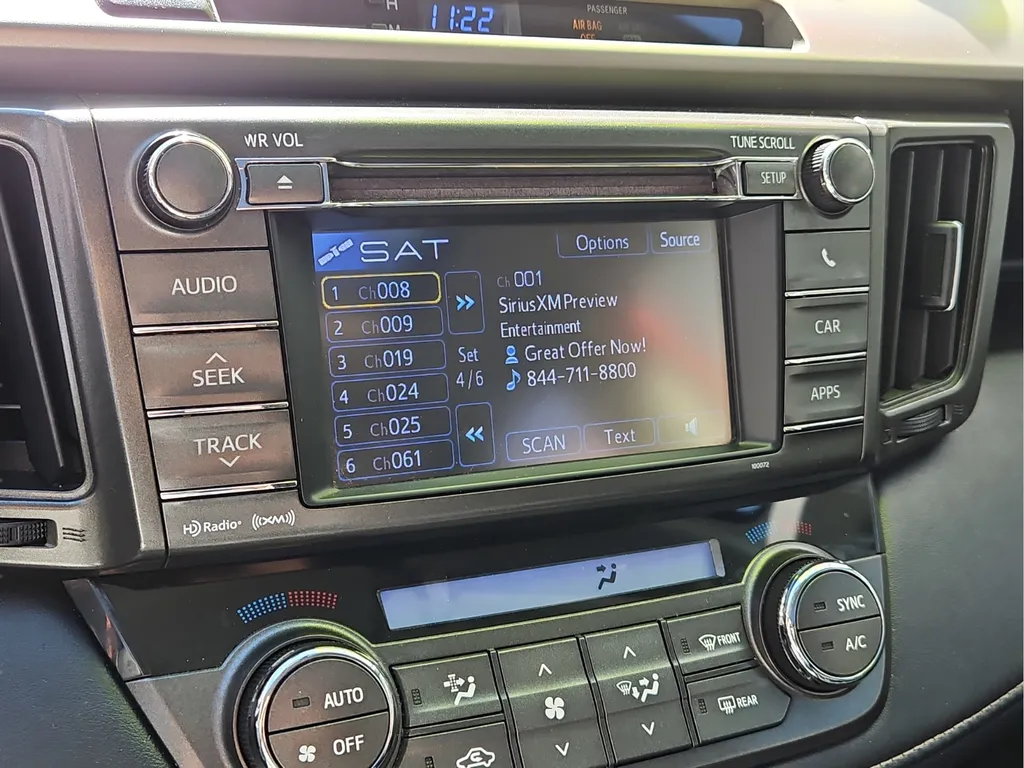 H
M
11:22
PASSENGER
AIR BAG
OFF
WR VOL
TUNE SCROLL
SETUP
AUDIO
SEEK
TRACK
HD Radio
((XM))
SAT
Options
Source
1 Ch008
2 Ch009
3 Ch019
4 Ch024
5 Ch025
6 Ch061
Set
4/6
Ch 001
SiriusXM Preview
Entertainment
Great Offer Now!
844-711-8800
SCAN
Text
CAR
APPS
100072
AUTO
OFF
FRONT
REAR
SYNC
A/C